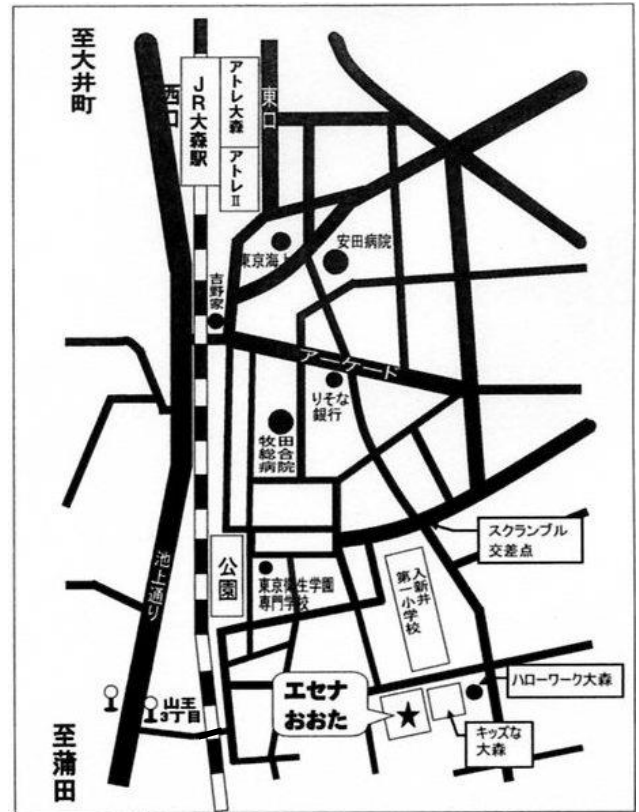 至大井町
西口
JR大森駅
アトレ大森
アトレⅡ
東口
安田病院
東京海上
吉野家
アーケード
りそな
銀行
牧田
総合
病院
スクランブル
交差点
公園
東京衛生学園
専門学校
入新井
第一小学校
池上通り
ハローワーク大森
エセナ
おおた
キッズな
大森
山王
3丁目
至蒲田